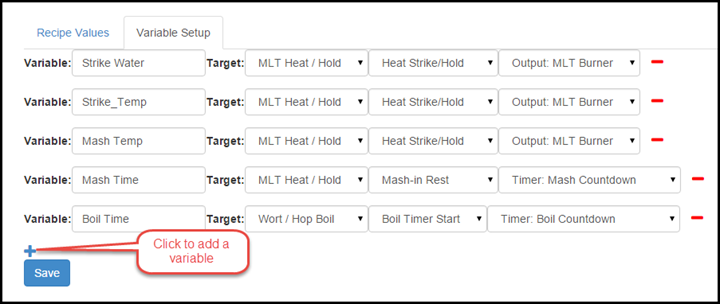 Recipe Values Variable Setup
Variable: Strike Water Target: MLT Heat / Hold Heat Strike/Hold Output: MLT Burner
Variable: Strike_Temp Target: MLT Heat / Hold Heat Strike/Hold Output: MLT Burner
Variable: Mash Temp Target: MLT Heat / Hold Heat Strike/Hold Output: MLT Burner
Variable: Mash Time Target: MLT Heat / Hold Mash-in Rest Timer: Mash Countdown
Variable: Boil Time Target: Wort / Hop Boil Boil Timer Start Timer: Boil Countdown
Click to add a
variable
Save